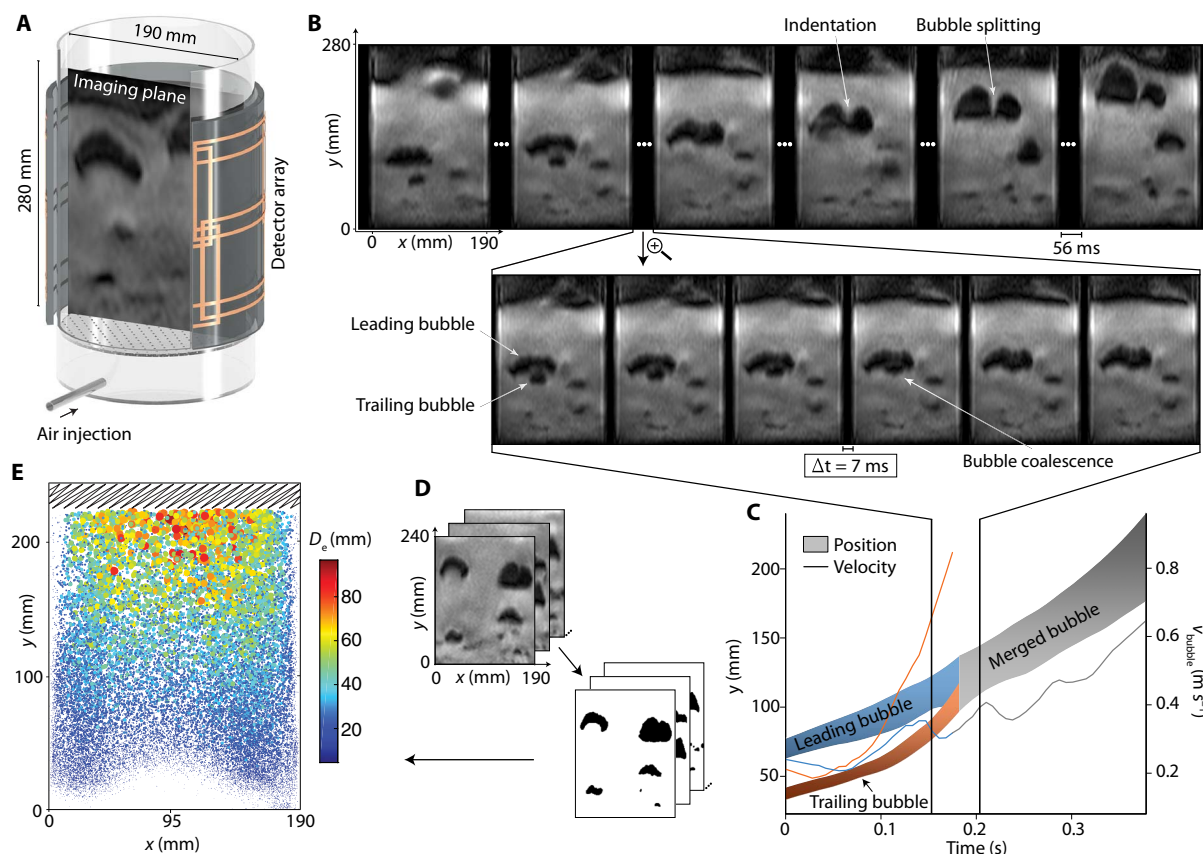 A
190 mm
Imaging plane
280 mm
Detector array
Air injection
B
Indentation
Bubble splitting
280
y (mm)
0
0
x (mm)
190
56 ms
Leading bubble
Trailing bubble
Δt = 7 ms
Bubble coalescence
C
Position
Velocity
200
150
100
50
y (mm)
0.8
0.6
0.4
0.2
v bubble (m s⁻¹)
Leading bubble
Trailing bubble
Merged bubble
0
0.1
0.2
0.3
Time (s)
D
240
y (mm)
0
0
x (mm)
190
E
200
100
0
y (mm)
0
95
190
x (mm)
De (mm)
80
60
40
20